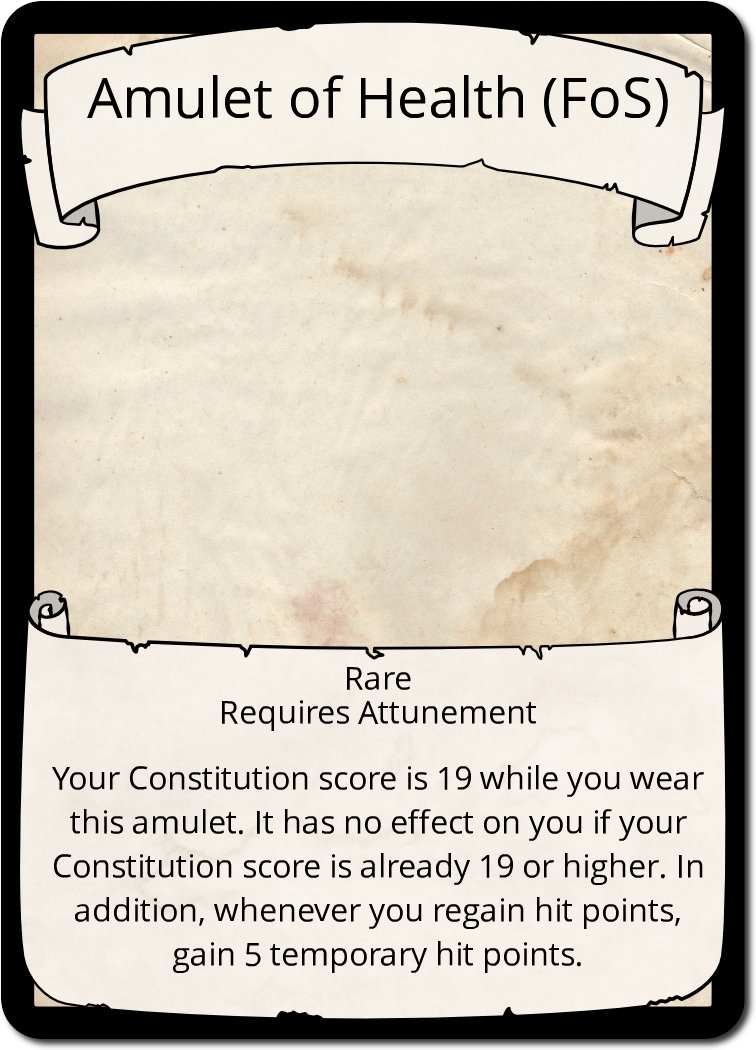 Amulet of Health (FoS)
Rare
Requires Attunement
Your Constitution score is 19 while you wear
this amulet. It has no effect on you if your
Constitution score is already 19 or higher. In
addition, whenever you regain hit points,
gain 5 temporary hit points.